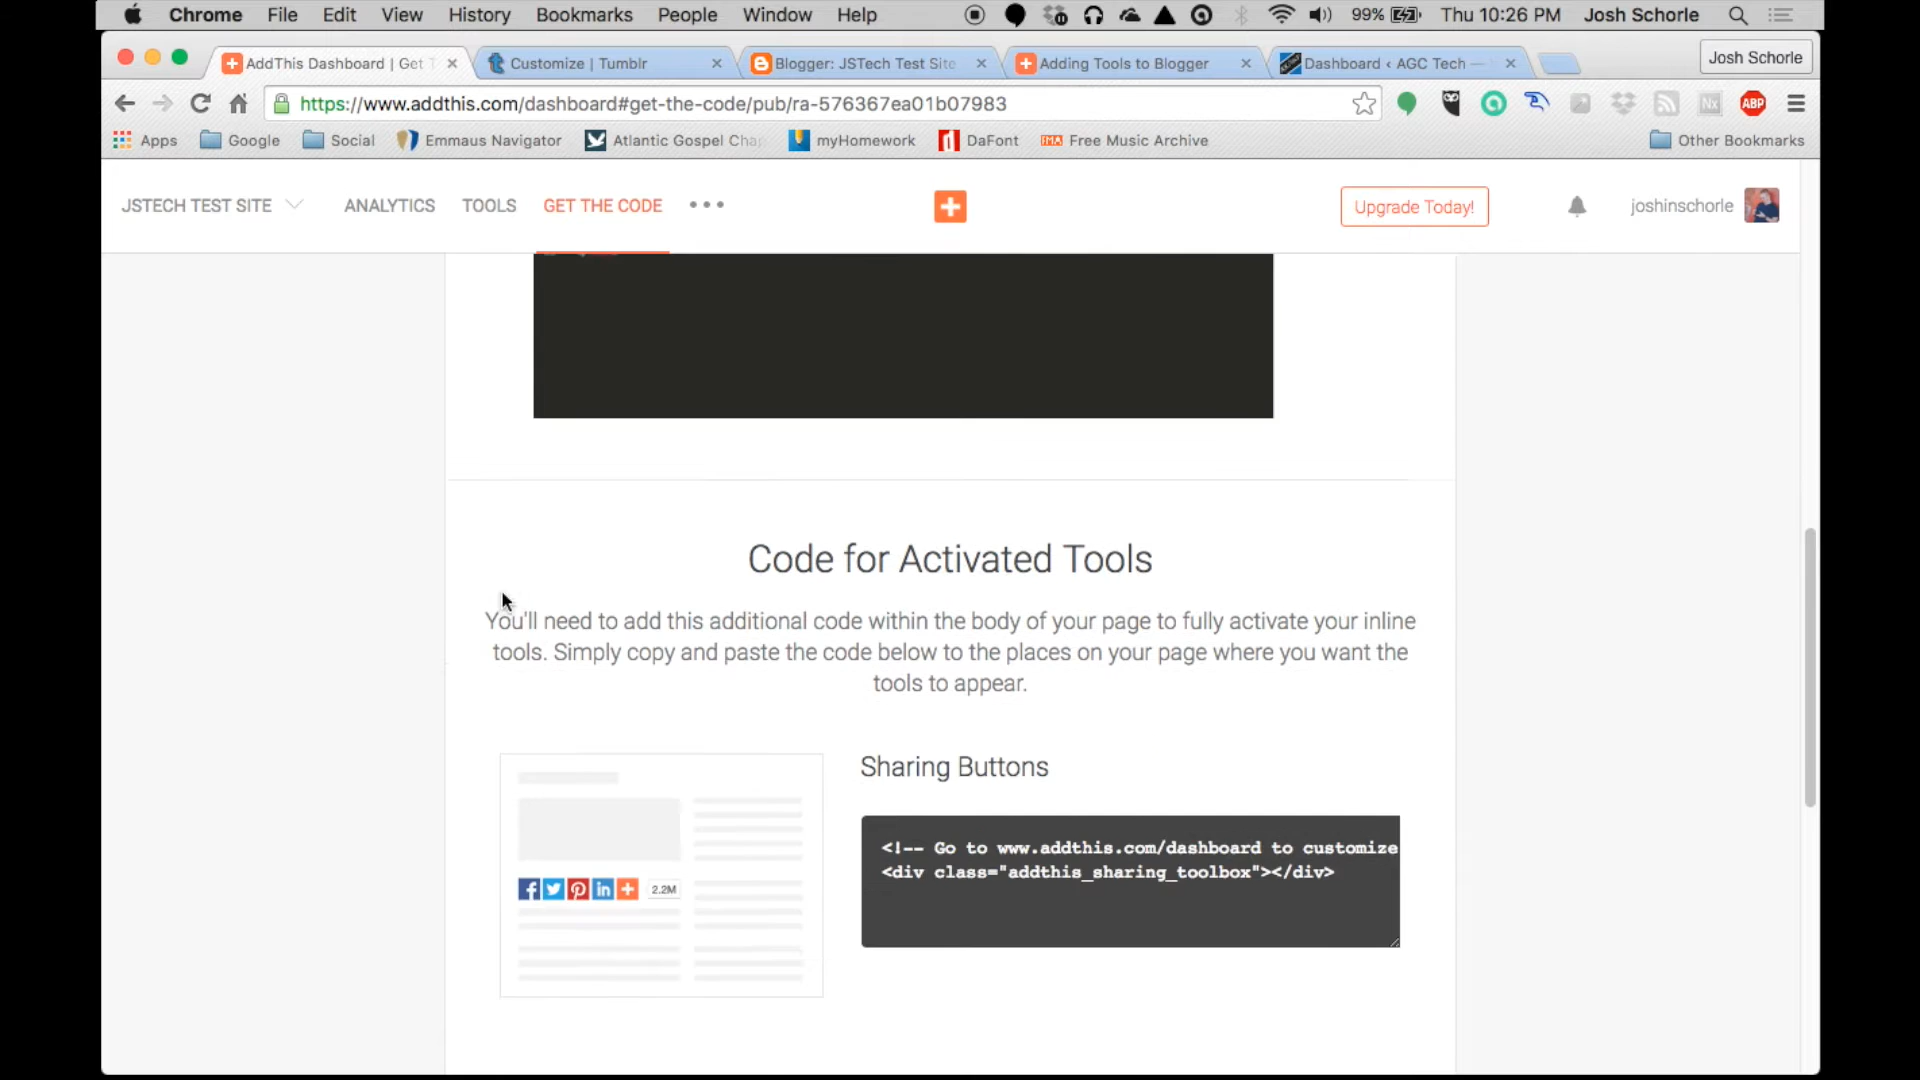 Chrome File Edit View History Bookmarks People Window Help 99% Thu 10:26 PM Josh Schorle
AddThis Dashboard | Get Customize | Tumblr Blogger: JSTech Test Site Adding Tools to Blogger Dashboard ‹ AGC Tech — Josh Schorle
https://www.addthis.com/dashboard#get-the-code/pub/ra-576367ea01b07983 ABP
Apps Google Social Emmaus Navigator Atlantic Gospel Cha myHomework DaFont FMA Free Music Archive Other Bookmarks
JSTECH TEST SITE ANALYTICS TOOLS GET THE CODE Upgrade Today! joshinschorle
Code for Activated Tools
You'll need to add this additional code within the body of your page to fully activate your inline
tools. Simply copy and paste the code below to the places on your page where you want the
tools to appear.
Sharing Buttons
<!-- Go to www.addthis.com/dashboard to customize
<div class="addthis_sharing_toolbox"></div>
2.2M